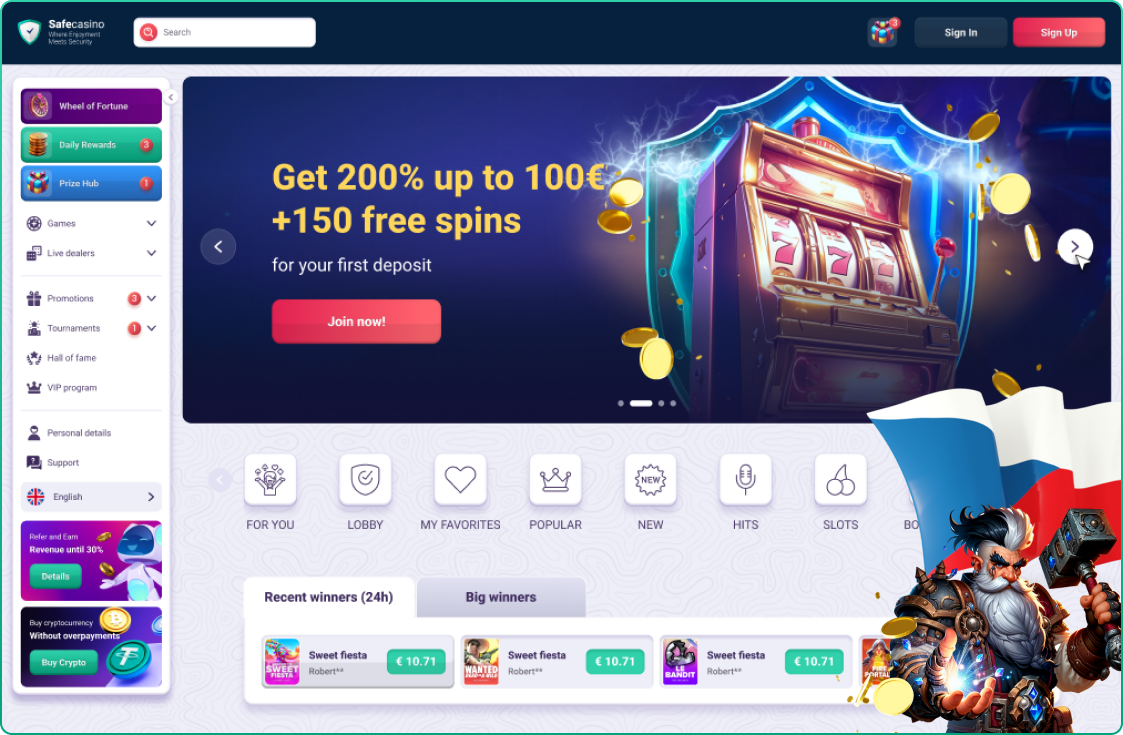 Safecasino
Where Enjoyment
Meets Security
Search
3
Sign In
Sign Up
Wheel of Fortune
Daily Rewards
3
Prize Hub
1
Games
Live dealers
Promotions
3
Tournaments
1
Hall of fame
VIP program
Personal details
Support
English
Refer and Earn
Revenue until 30%
Details
Buy cryptocurrency
Without overpayments
Buy Crypto
Get 200% up to 100€
+150 free spins
for your first deposit
Join now!
7 7 7
FOR YOU
LOBBY
MY FAVORITES
POPULAR
NEW
NEW
HITS
SLOTS
BO
Recent winners (24h)
Big winners
SWEET
FIESTA
Sweet fiesta
Robert**
€ 10.71
WANTED
Sweet fiesta
Robert**
€ 10.71
LE
BANDIT
Sweet fiesta
Robert**
€ 10.71
PORTAL